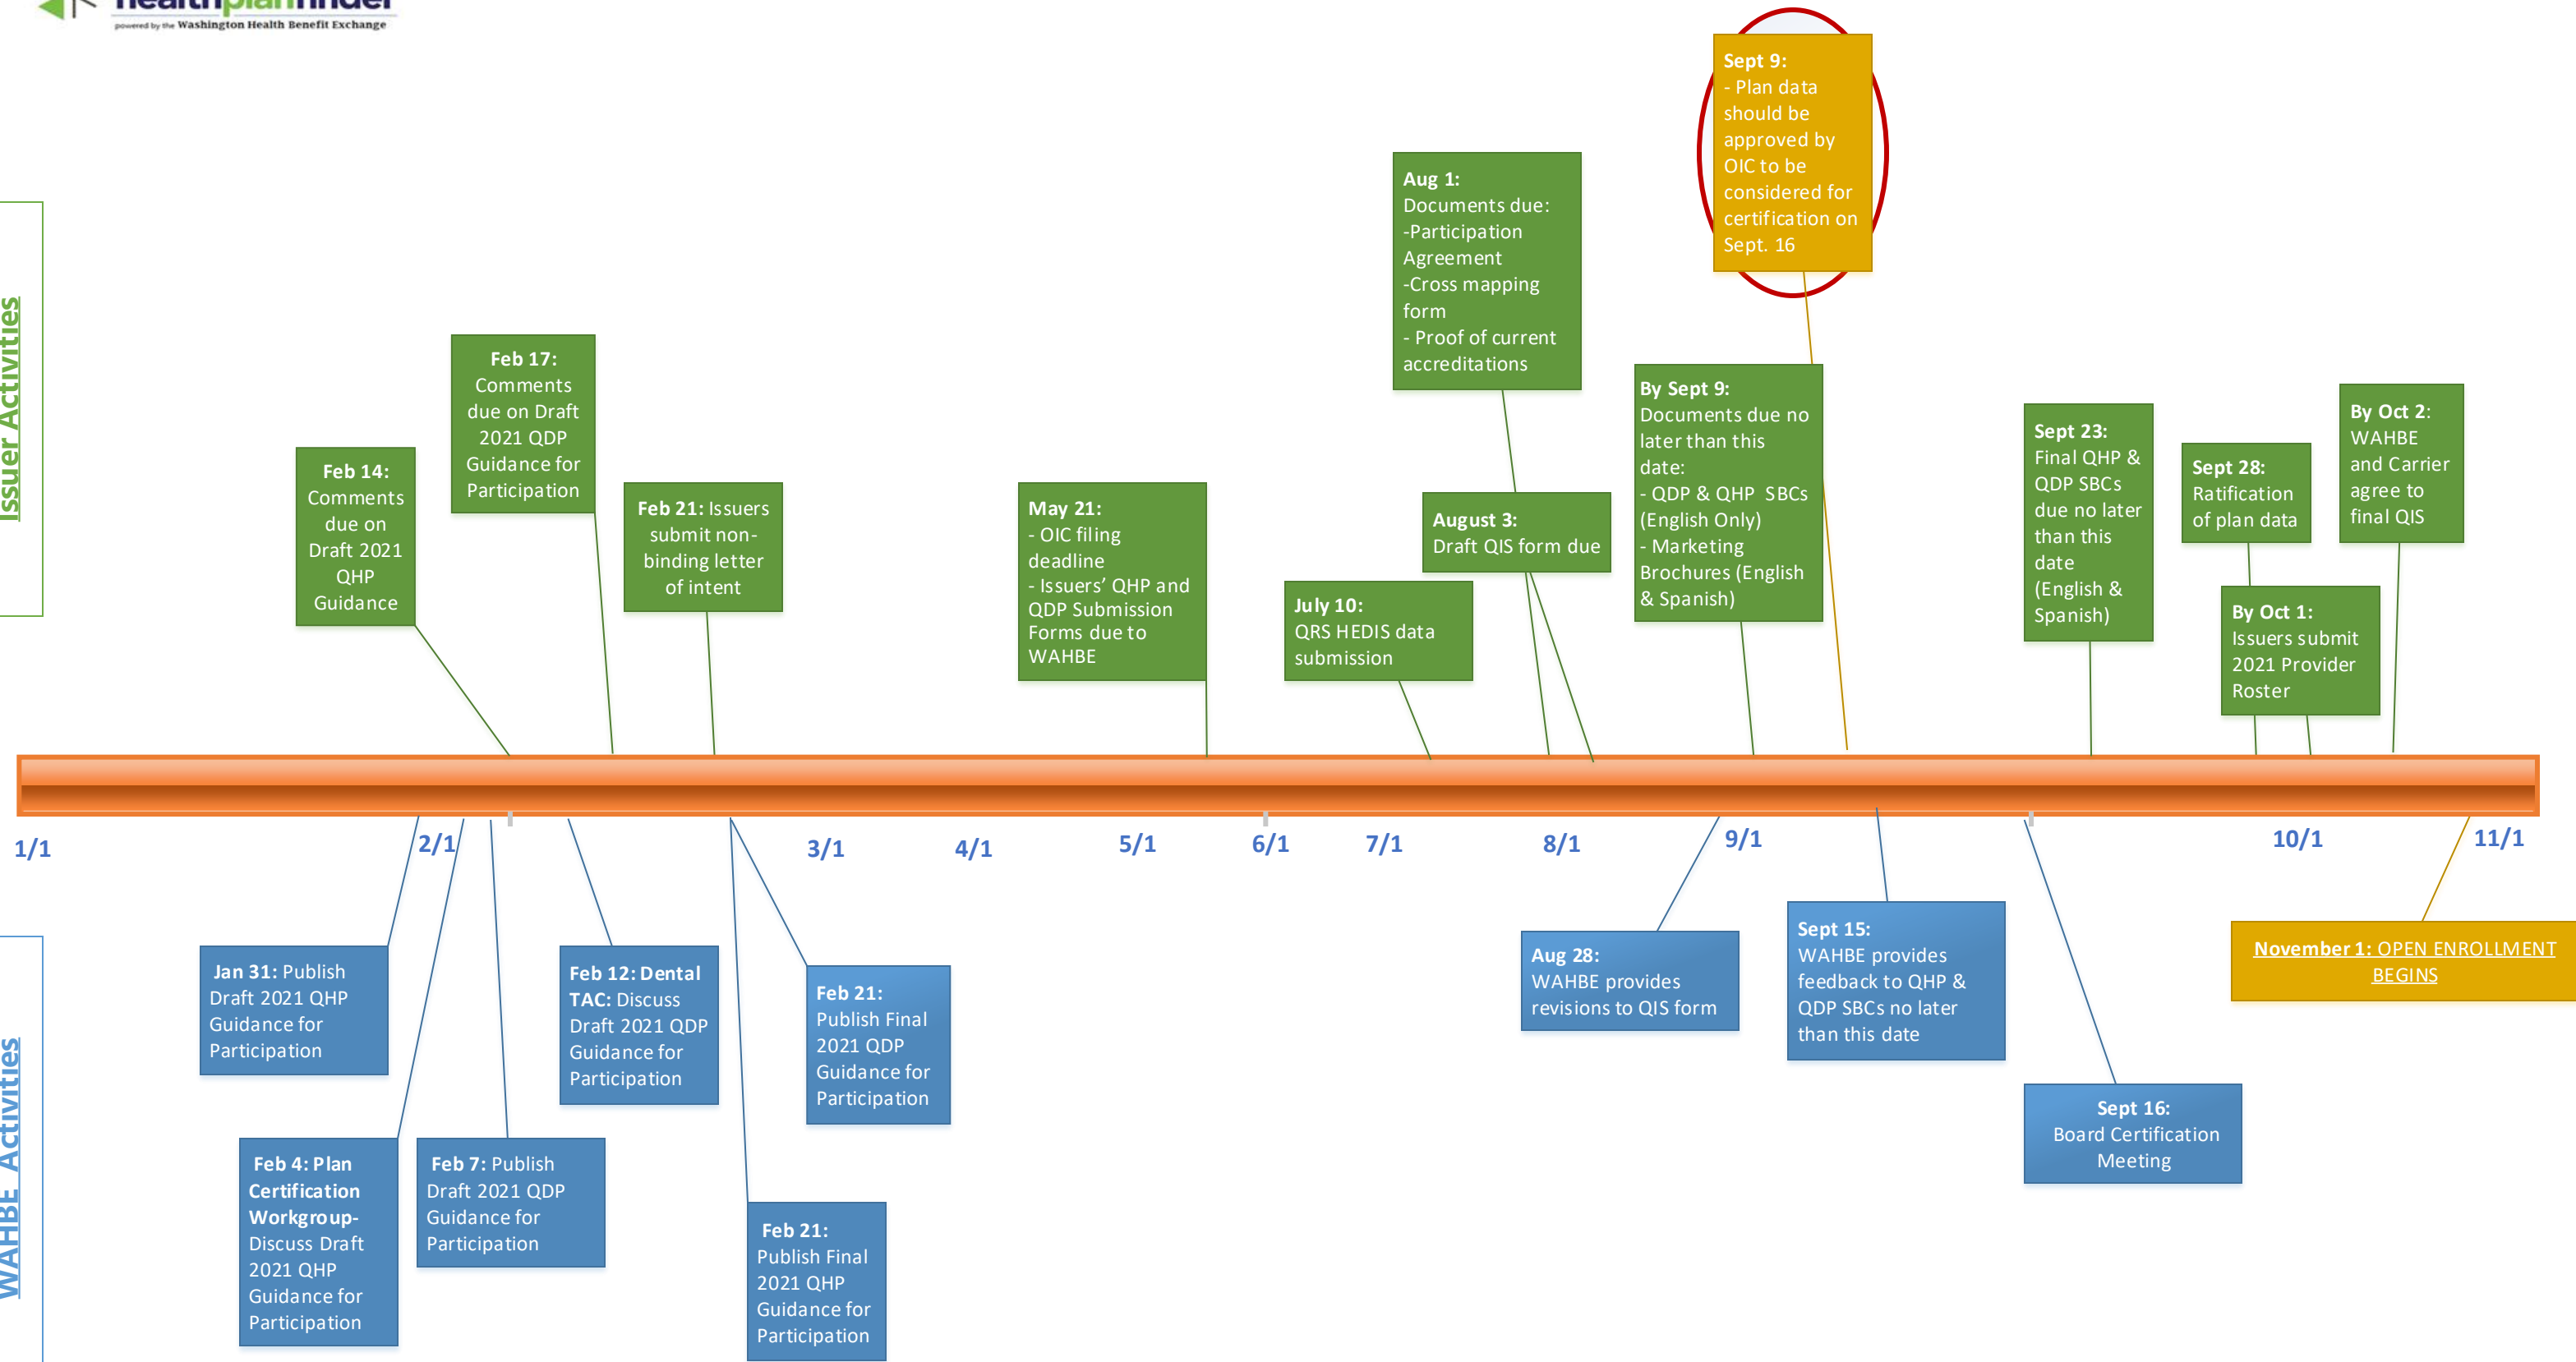 healthplanfinder
powered by the Washington Health Benefit Exchange
Issuer Activities
Sept 9:
- Plan data
should be
approved by
OIC to be
considered for
certification on
Sept. 16
Aug 1:
Documents due:
-Participation
Agreement
-Cross mapping
form
- Proof of current
accreditations
Feb 17:
Comments
due on Draft
2021 QDP
Guidance for
Participation
Feb 14:
Comments
due on
Draft 2021
QHP
Guidance
Feb 21: Issuers
submit non-
binding letter
of intent
May 21:
- OIC filing
deadline
- Issuers’ QHP and
QDP Submission
Forms due to
WAHBE
July 10:
QRS HEDIS data
submission
August 3:
Draft QIS form due
By Sept 9:
Documents due no
later than this
date:
- QDP & QHP SBCs
(English Only)
- Marketing
Brochures (English
& Spanish)
Sept 23:
Final QHP &
QDP SBCs
due no later
than this
date
(English &
Spanish)
Sept 28:
Ratification
of plan data
By Oct 1:
Issuers submit
2021 Provider
Roster
By Oct 2:
WAHBE
and Carrier
agree to
final QIS
1/1 2/1 3/1 4/1 5/1 6/1 7/1 8/1 9/1 10/1 11/1
WAHBE Activities
Jan 31: Publish
Draft 2021 QHP
Guidance for
Participation
Feb 4: Plan
Certification
Workgroup-
Discuss Draft
2021 QHP
Guidance for
Participation
Feb 7: Publish
Draft 2021 QDP
Guidance for
Participation
Feb 12: Dental
TAC: Discuss
Draft 2021 QDP
Guidance for
Participation
Feb 21:
Publish Final
2021 QDP
Guidance for
Participation
Feb 21:
Publish Final
2021 QHP
Guidance for
Participation
Aug 28:
WAHBE provides
revisions to QIS form
Sept 15:
WAHBE provides
feedback to QHP &
QDP SBCs no later
than this date
Sept 16:
Board Certification
Meeting
November 1: OPEN ENROLLMENT
BEGINS